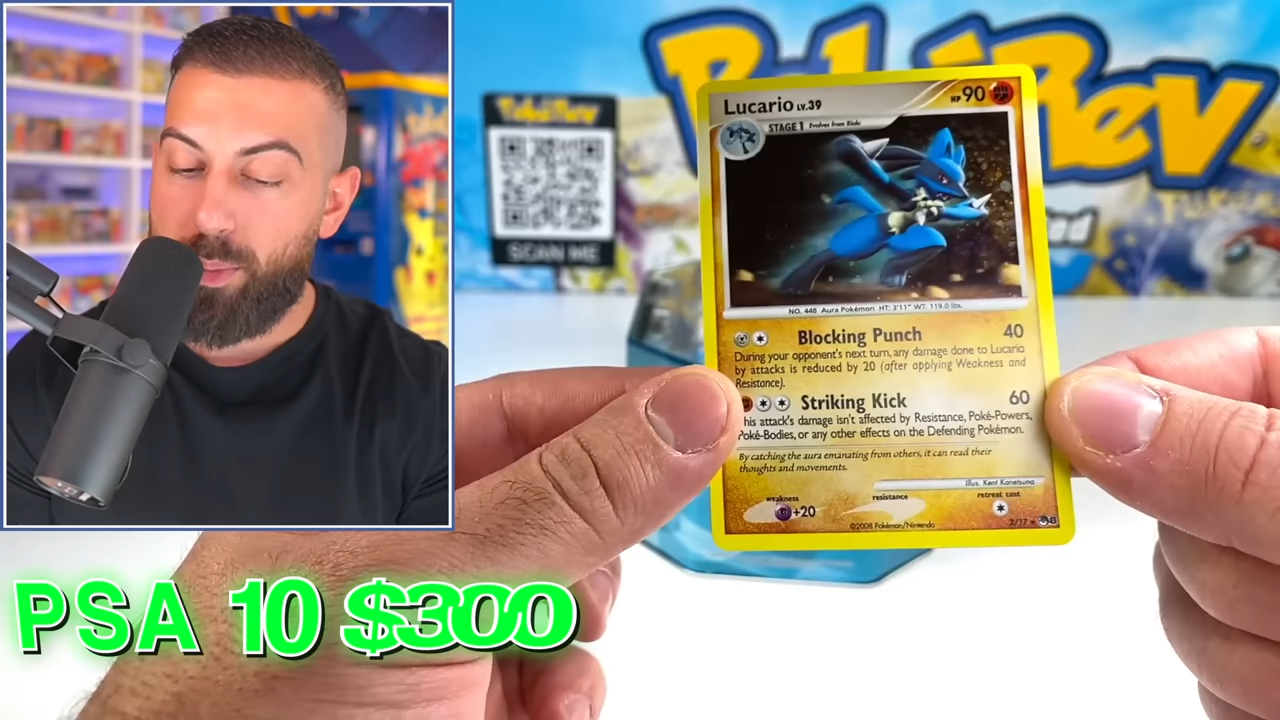 PokéRev
PokéRev
SCAN ME
Lucario LV.39
HP 90
STAGE 1 Evolves from Riolu
NO. 448 Aura Pokémon HT: 3'11" WT: 119.0 lbs.
Blocking Punch 40
During your opponent's next turn, any damage done to Lucario
by attacks is reduced by 20 (after applying Weakness and
Resistance).
Striking Kick 60
his attack's damage isn't affected by Resistance, Poké-Powers,
Poké-Bodies, or any other effects on the Defending Pokémon.
By catching the aura emanating from others, it can read their
thoughts and movements.
Illus. Kent Kanetsuna
weakness resistance retreat cost
+20
©2008 Pokémon/Nintendo 2/17
PSA 10 $300